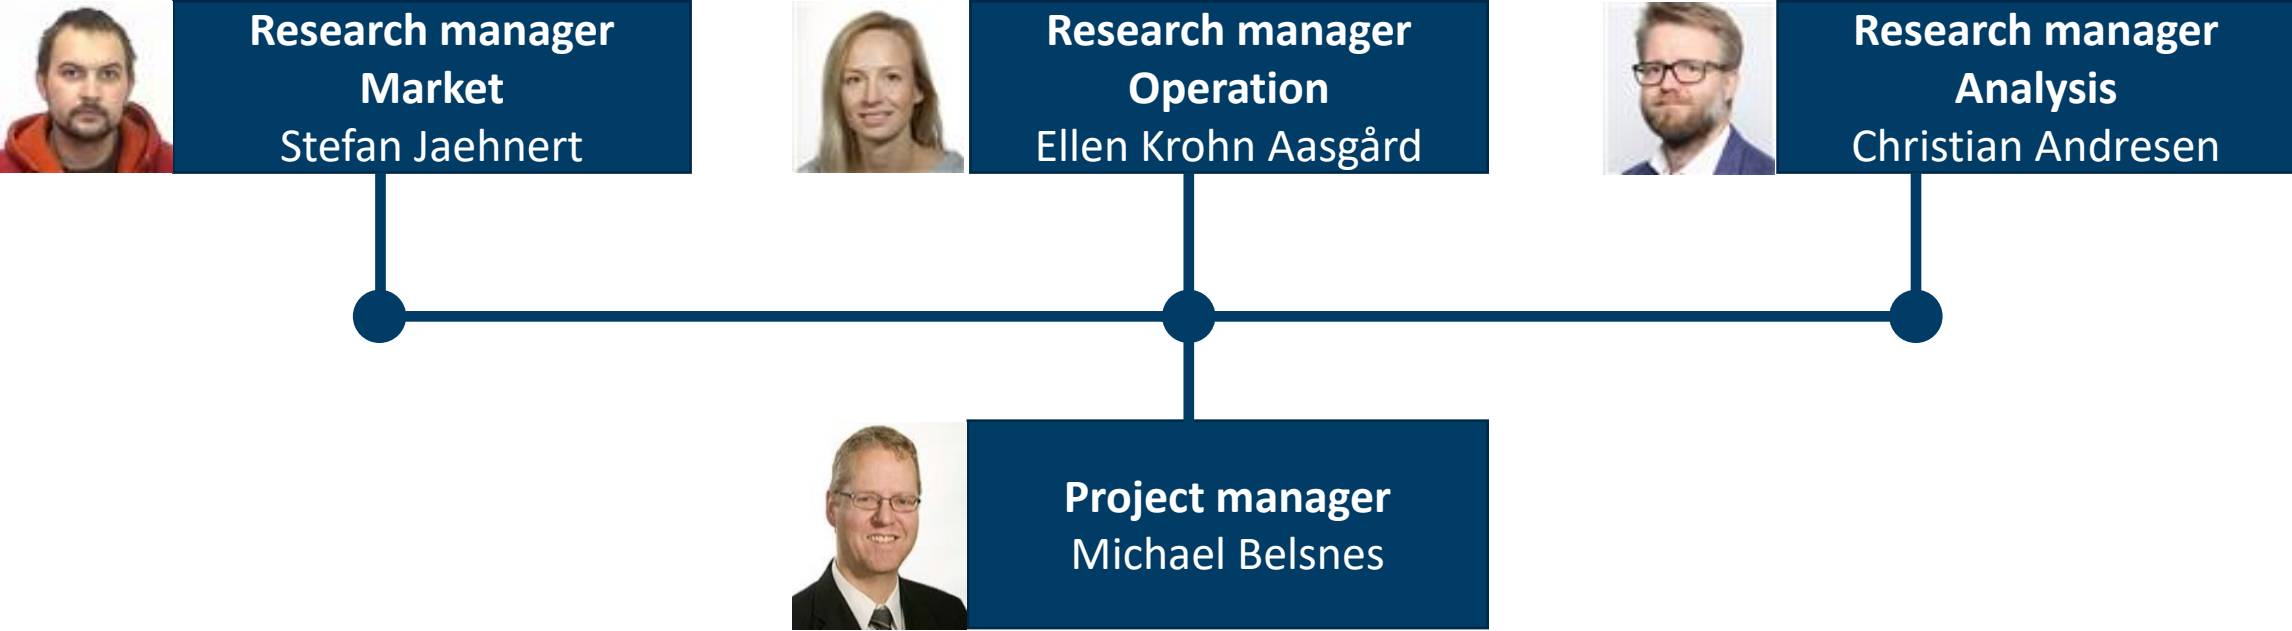 Research manager
Market
Stefan Jaehnert
Research manager
Operation
Ellen Krohn Aasgård
Research manager
Analysis
Christian Andresen
Project manager
Michael Belsnes